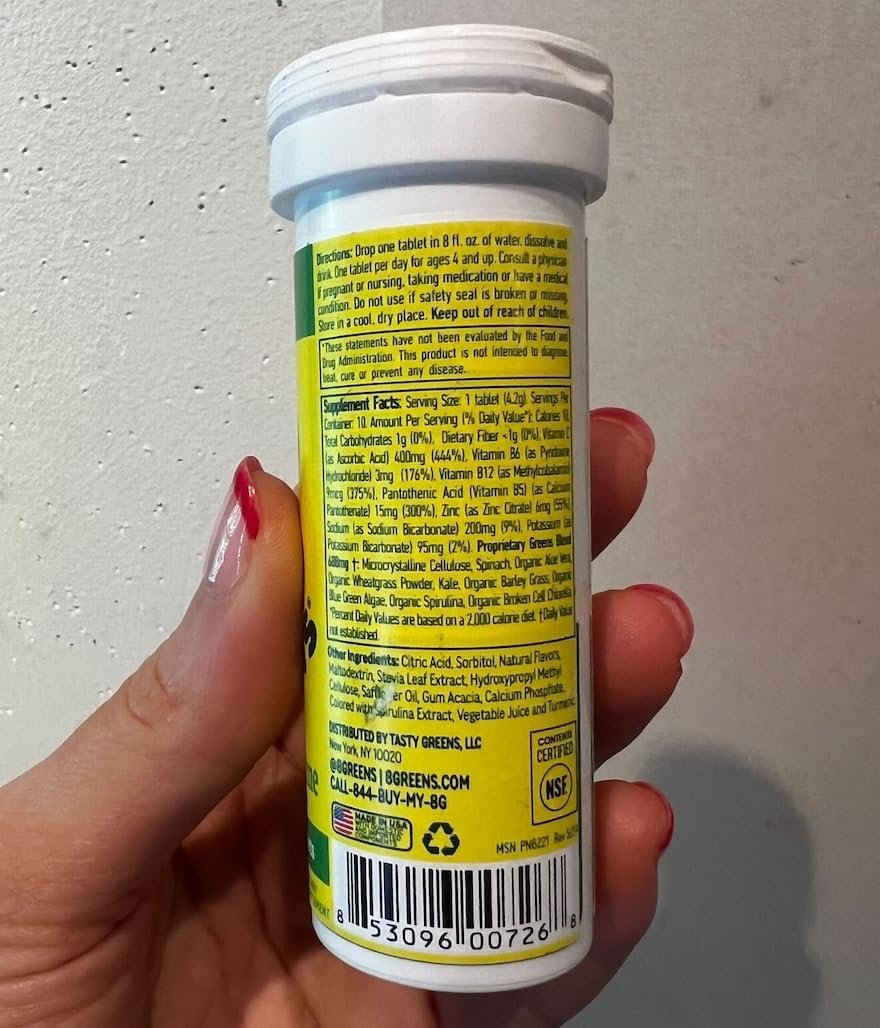 Directions: Drop one tablet in 8 fl. oz. of water, dissolve and
drink. One tablet per day for ages 4 and up. Consult a physician
if pregnant or nursing, taking medication or have a medical
condition. Do not use if safety seal is broken or missing.
Store in a cool, dry place. Keep out of reach of children.
*These statements have not been evaluated by the Food and
Drug Administration. This product is not intended to diagnose,
treat, cure or prevent any disease.
Supplement Facts: Serving Size: 1 tablet (4.2g). Servings Per
Container: 10. Amount Per Serving (% Daily Value*): Calories
Total Carbohydrates 1g (0%), Dietary Fiber <1g (0%), Vitamin C
(as Ascorbic Acid) 400mg (444%), Vitamin B6 (as Pyridoxine
Hydrochloride) 3mg (176%), Vitamin B12 (as Methylcobalamin)
9mcg (375%), Pantothenic Acid (Vitamin B5) (as Calcium
Pantothenate) 15mg (300%), Zinc (as Zinc Citrate) 6mg (55%),
Sodium (as Sodium Bicarbonate) 200mg (9%), Potassium (as
Potassium Bicarbonate) 95mg (2%). Proprietary Greens Blend
680mg †: Microcrystalline Cellulose, Spinach, Organic Aloe Vera,
Organic Wheatgrass Powder, Kale, Organic Barley Grass, Organic
Blue Green Algae, Organic Spirulina, Organic Broken Cell Chlorella.
*Percent Daily Values are based on a 2,000 calorie diet. †Daily Value
not established.
Other Ingredients: Citric Acid, Sorbitol, Natural Flavors,
Maltodextrin, Stevia Leaf Extract, Hydroxypropyl Methyl
Cellulose, Saffl er Oil, Gum Acacia, Calcium Phosphate,
Colored with Spirulina Extract, Vegetable Juice and Turmeric
DISTRIBUTED BY TASTY GREENS, LLC
New York, NY 10020
@8GREENS | 8GREENS.COM
CALL-844-BUY-MY-8G
CONTENTS
CERTIFIED
NSF
MADE IN USA
WITH DOMESTIC
AND IMPORTED
COMPONENTS
MSN PN6221 Rev
8 53096 00726 8